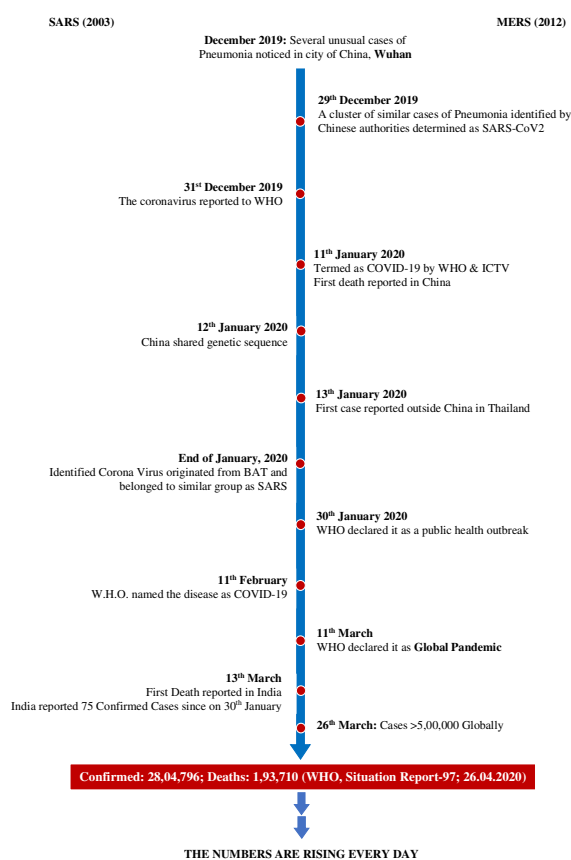 SARS (2003)
MERS (2012)
December 2019: Several unusual cases of
Pneumonia noticed in city of China, Wuhan
29th December 2019
A cluster of similar cases of Pneumonia identified by
Chinese authorities determined as SARS-CoV2
31st December 2019
The coronavirus reported to WHO
11th January 2020
Termed as COVID-19 by WHO & ICTV
First death reported in China
12th January 2020
China shared genetic sequence
13th January 2020
First case reported outside China in Thailand
End of January, 2020
Identified Corona Virus originated from BAT and
belonged to similar group as SARS
30th January 2020
WHO declared it as a public health outbreak
11th February
W.H.O. named the disease as COVID-19
11th March
WHO declared it as Global Pandemic
13th March
First Death reported in India
India reported 75 Confirmed Cases since on 30th January
26th March: Cases >5,00,000 Globally
Confirmed: 28,04,796; Deaths: 1,93,710 (WHO, Situation Report-97; 26.04.2020)
THE NUMBERS ARE RISING EVERY DAY